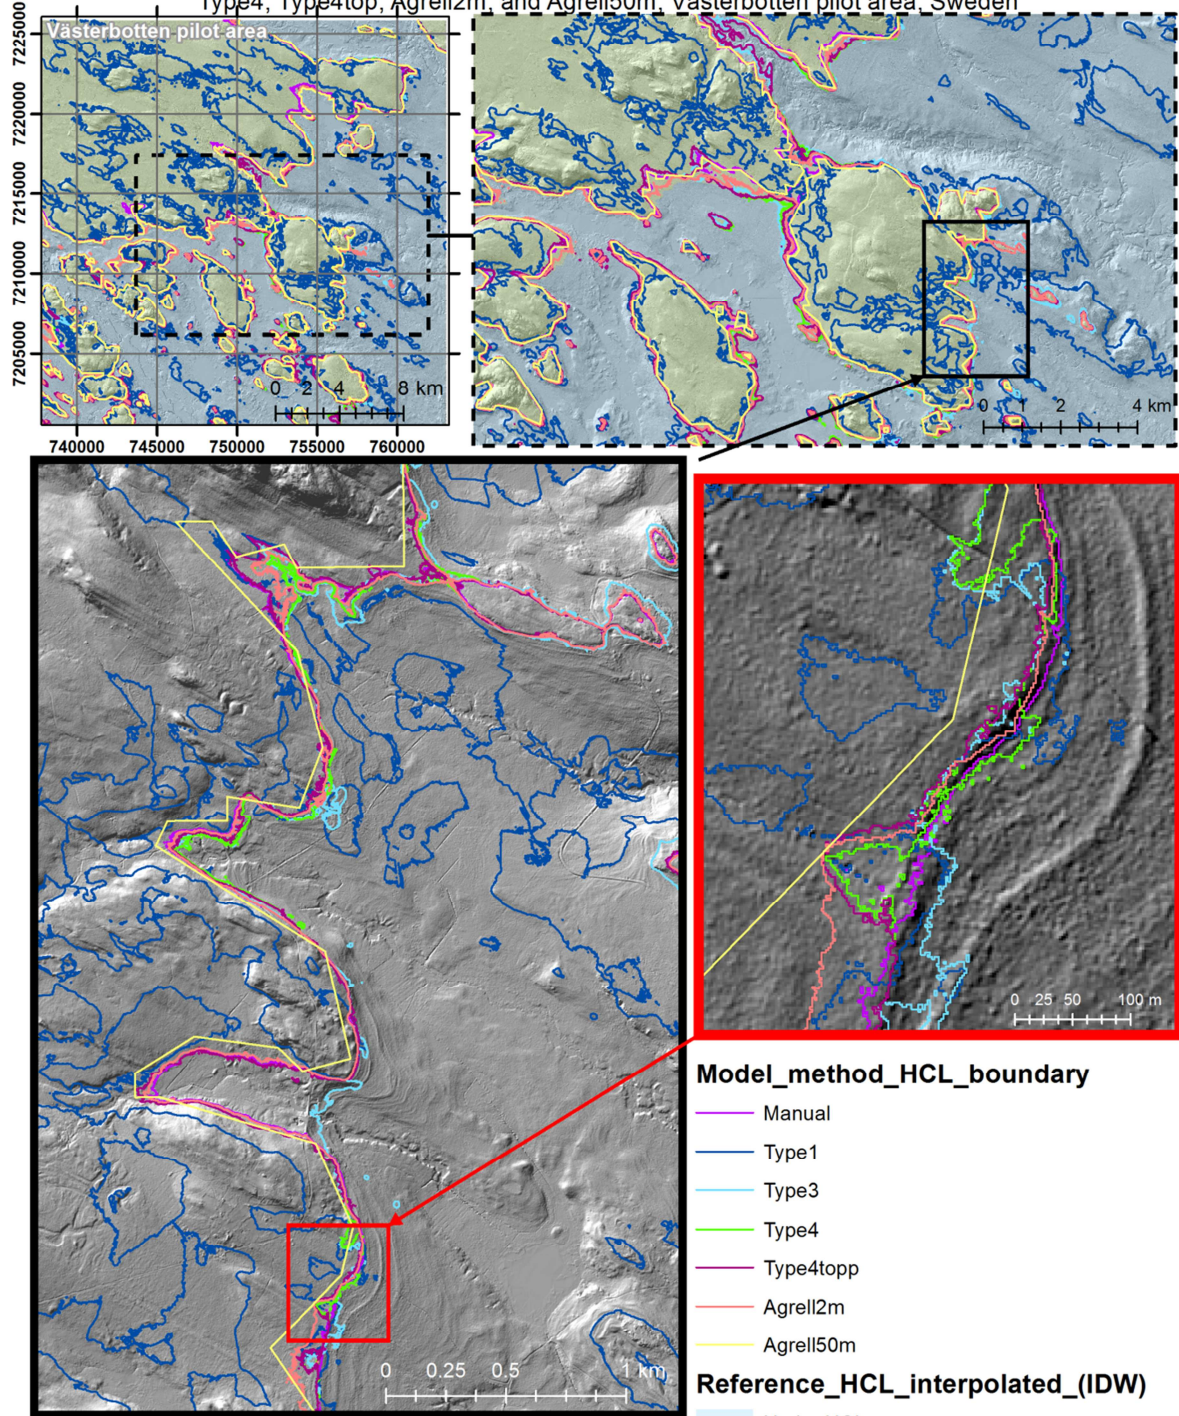 Type4, Type4top, Agrell2m, and Agrell50m, Västerbotten pilot area, Sweden
Västerbotten pilot area
7225000
7220000
7215000
7210000
7205000
0 2 4 8 km
740000 745000 750000 755000 760000
0 1 2 4 km
0 25 50 100 m
0 0.25 0.5 1 km
Model_method_HCL_boundary
Manual
Type1
Type3
Type4
Type4topp
Agrell2m
Agrell50m
Reference_HCL_interpolated_(IDW)